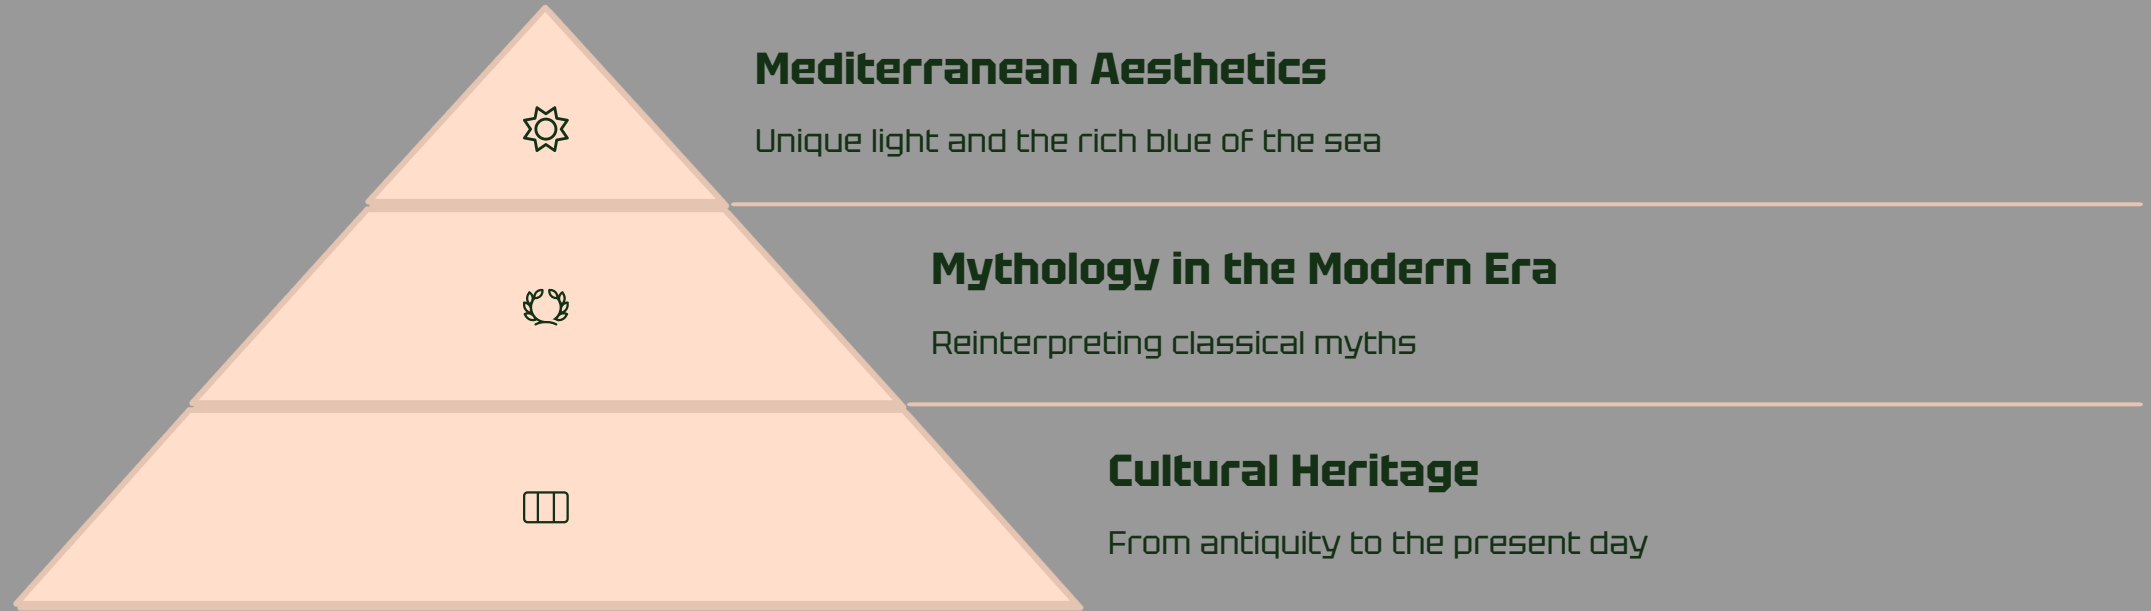 Mediterranean Aesthetics
Unique light and the rich blue of the sea
Mythology in the Modern Era
Reinterpreting classical myths
Cultural Heritage
From antiquity to the present day